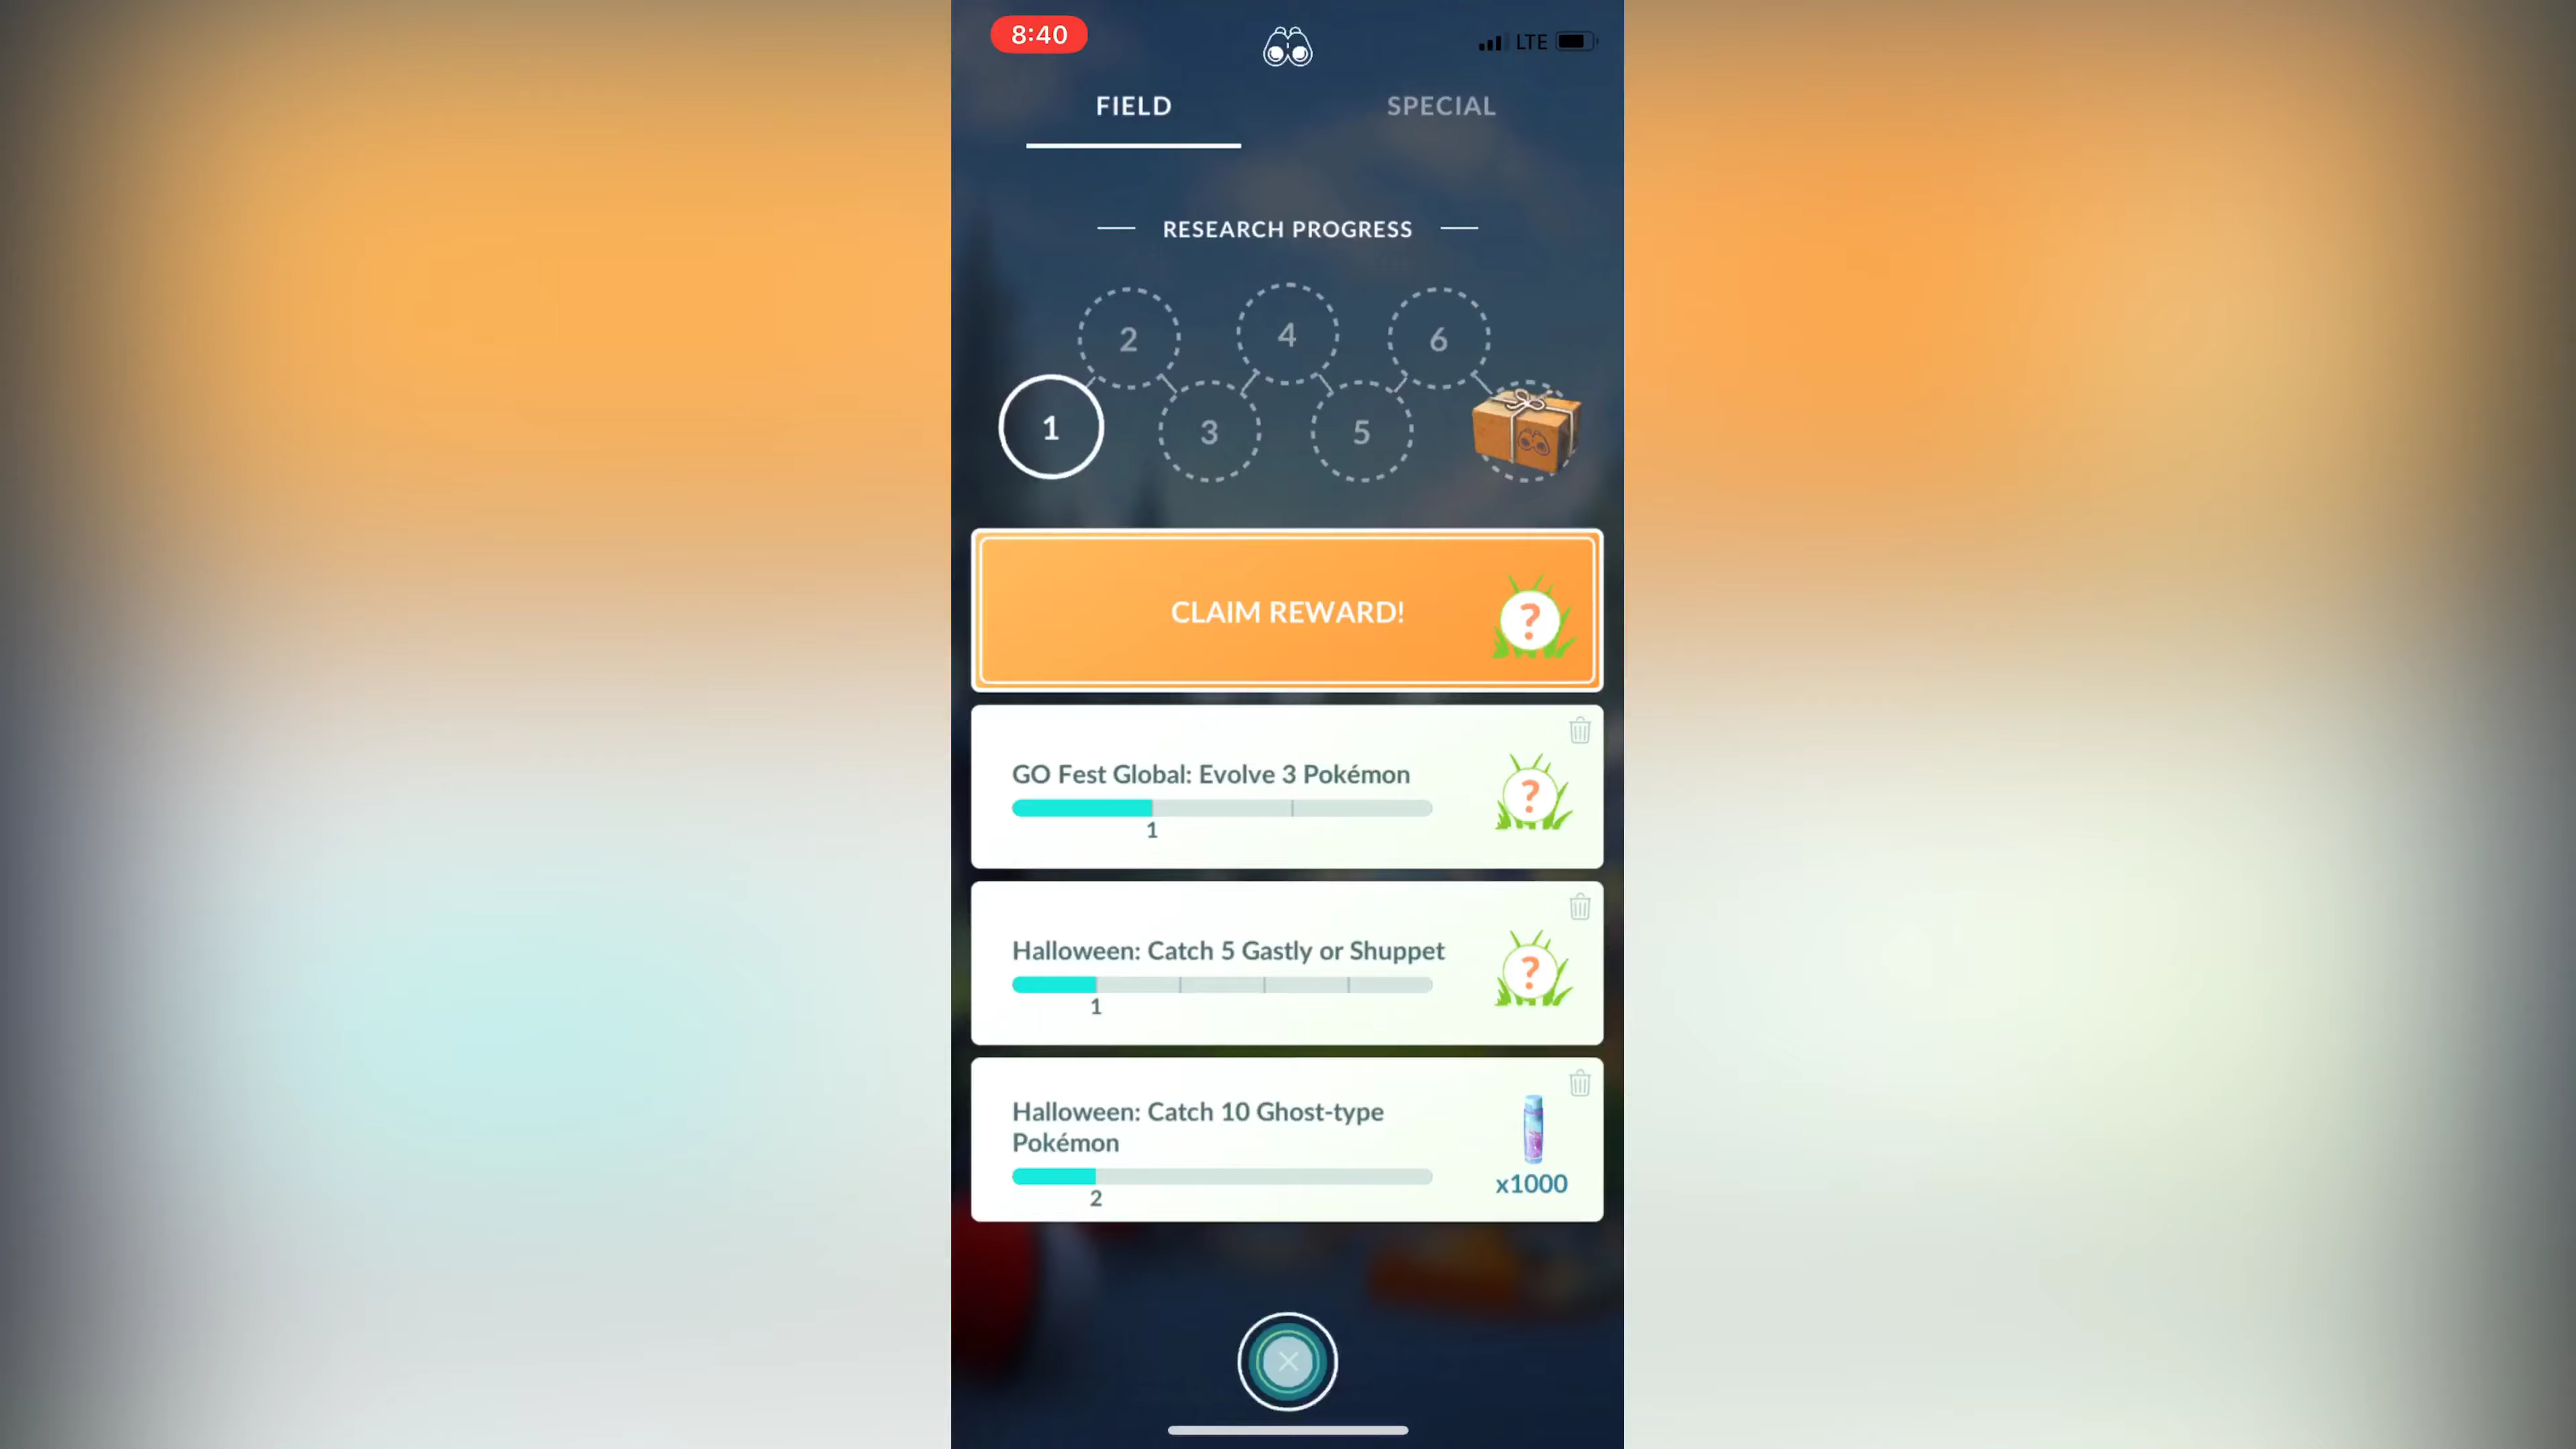 8:40
LTE
FIELD
SPECIAL
RESEARCH PROGRESS
2
4
6
1
3
5
CLAIM REWARD!
?
GO Fest Global: Evolve 3 Pokémon
?
1
Halloween: Catch 5 Gastly or Shuppet
?
1
Halloween: Catch 10 Ghost-type
Pokémon
x1000
2